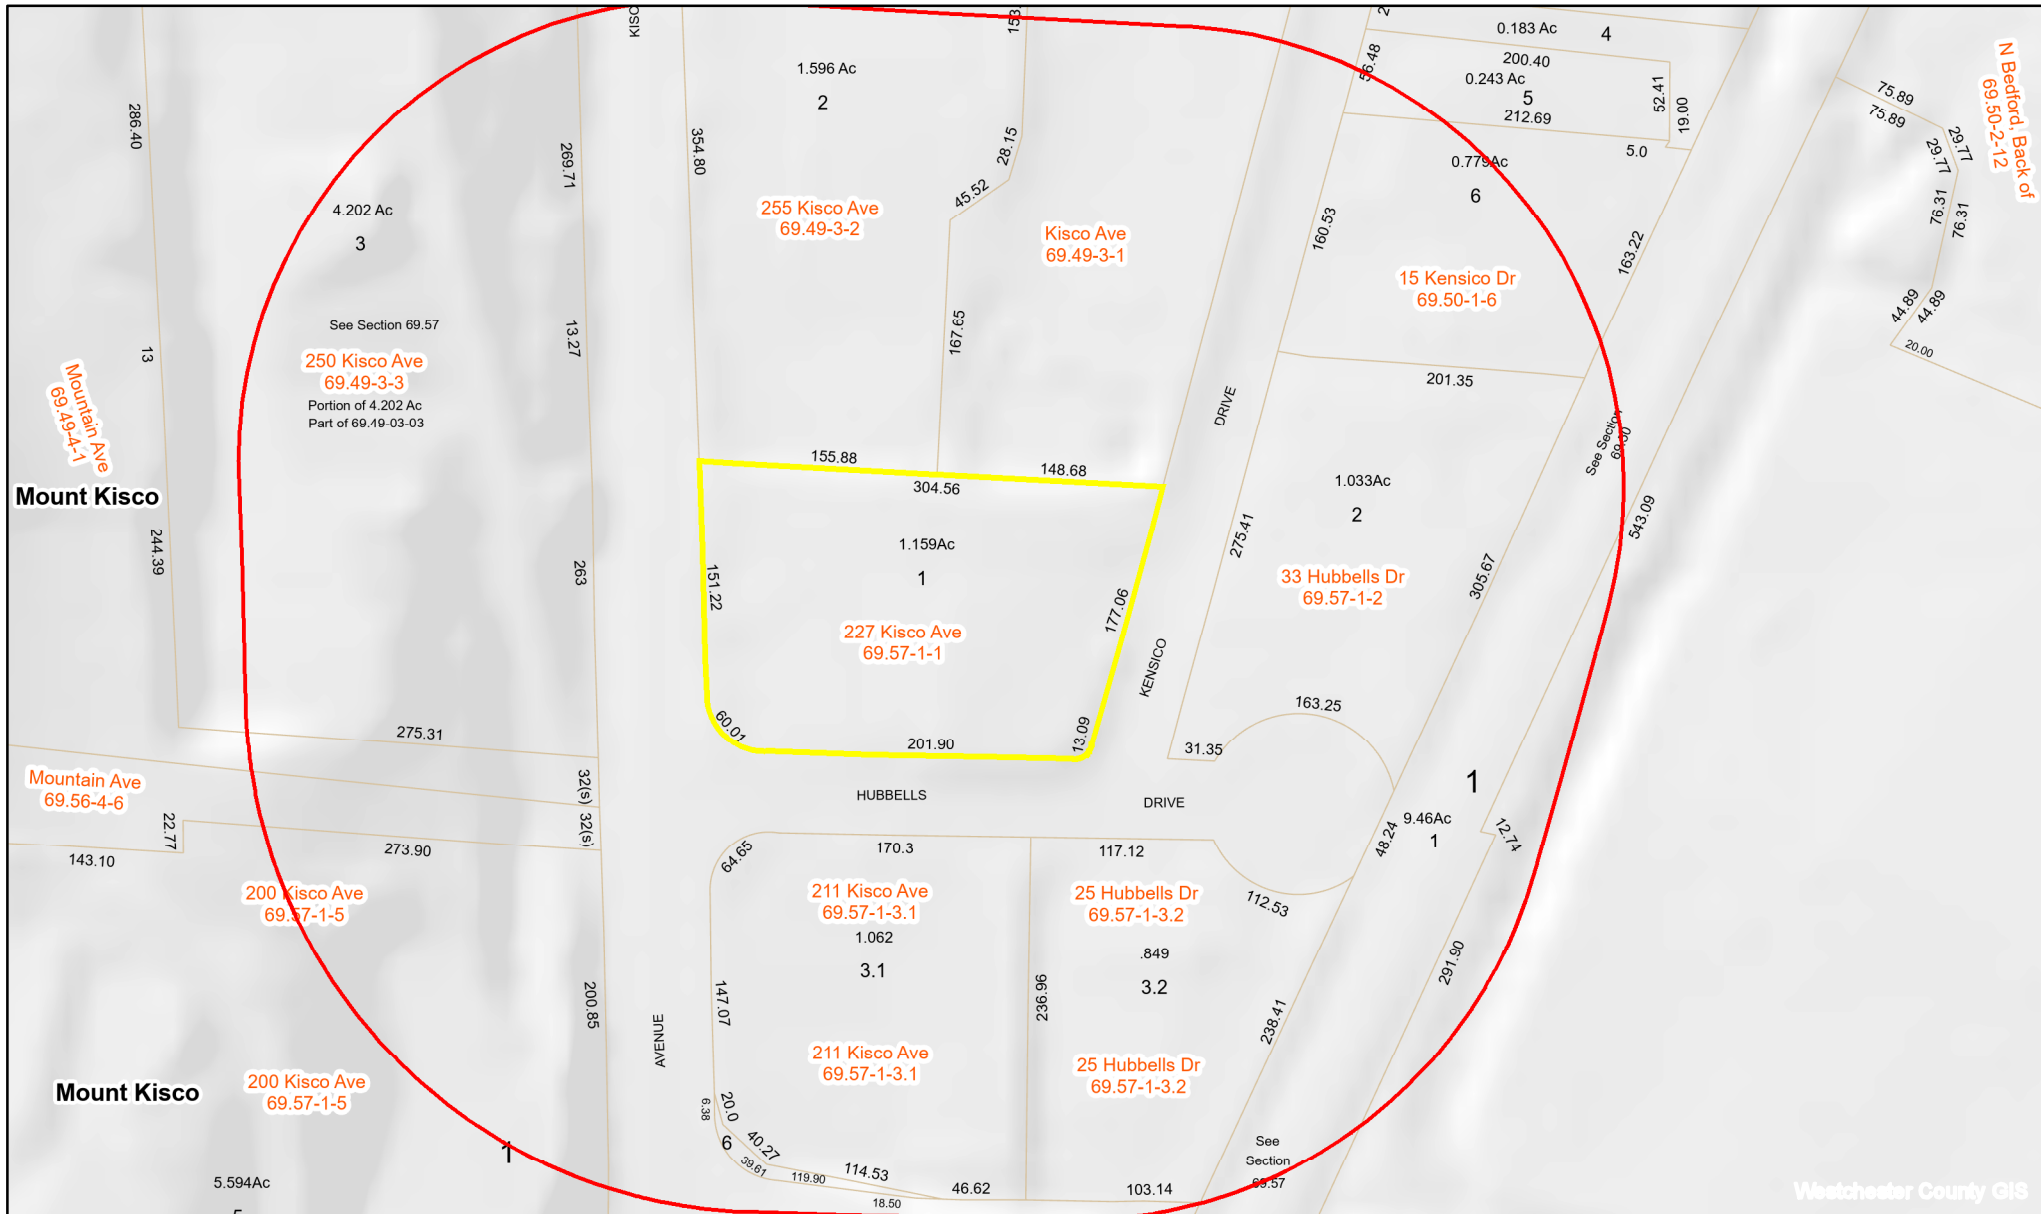 KISCO
153
2
0.183 Ac
4
200.40
0.243 Ac
5
212.69
52.41
19.00
5.0
56.48
1.596 Ac
2
354.80
28.15
45.52
255 Kisco Ave
69.49-3-2
167.65
Kisco Ave
69.49-3-1
286.40
269.71
4.202 Ac
3
See Section 69.57
250 Kisco Ave
69.49-3-3
Portion of 4.202 Ac
Part of 69.49-03-03
13.27
13
Mountain Ave
69.49-4-1
Mount Kisco
244.39
263
0.779Ac
6
160.53
163.22
15 Kensico Dr
69.50-1-6
201.35
75.89
75.89
29.77
29.77
76.31
76.31
44.89
44.89
20.00
N Bedford, Back of
69.50-2-12
DRIVE
See Section
69.50
543.09
155.88
148.68
304.56
1.159Ac
1
151.22
227 Kisco Ave
69.57-1-1
177.06
60.01
201.90
13.09
KENSICO
275.41
1.033Ac
2
33 Hubbells Dr
69.57-1-2
305.67
163.25
31.35
275.31
32(s)
32(s)
Mountain Ave
69.56-4-6
22.77
143.10
273.90
HUBBELLS
DRIVE
1
9.46Ac
1
12.74
48.24
64.65
170.3
117.12
112.53
200 Kisco Ave
69.57-1-5
211 Kisco Ave
69.57-1-3.1
1.062
3.1
25 Hubbells Dr
69.57-1-3.2
.849
3.2
291.90
238.41
147.07
236.96
200.85
AVENUE
211 Kisco Ave
69.57-1-3.1
25 Hubbells Dr
69.57-1-3.2
Mount Kisco
200 Kisco Ave
69.57-1-5
6.38
20.0
6
40.27
39.61
119.90
114.53
18.50
46.62
103.14
See
Section
69.57
1
5.594Ac
Westchester County GIS